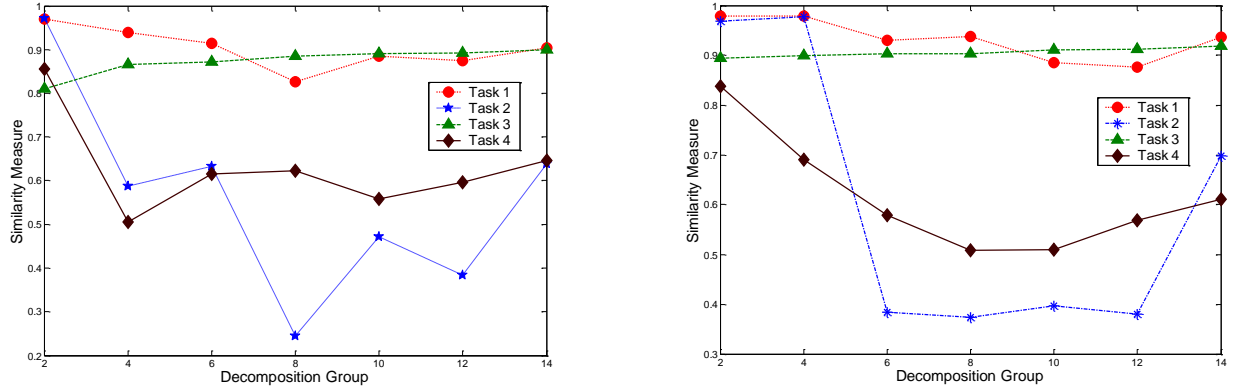 1
0.9
0.8
0.7
0.6
0.5
0.4
0.3
0.2
Similarity Measure
Task 1
Task 2
Task 3
Task 4
2 4 6 8 10 12 14
Decomposition Group
1
0.9
0.8
0.7
0.6
0.5
0.4
0.3
Similarity Measure
Task 1
Task 2
Task 3
Task 4
2 4 6 8 10 12 14
Decomposition Group